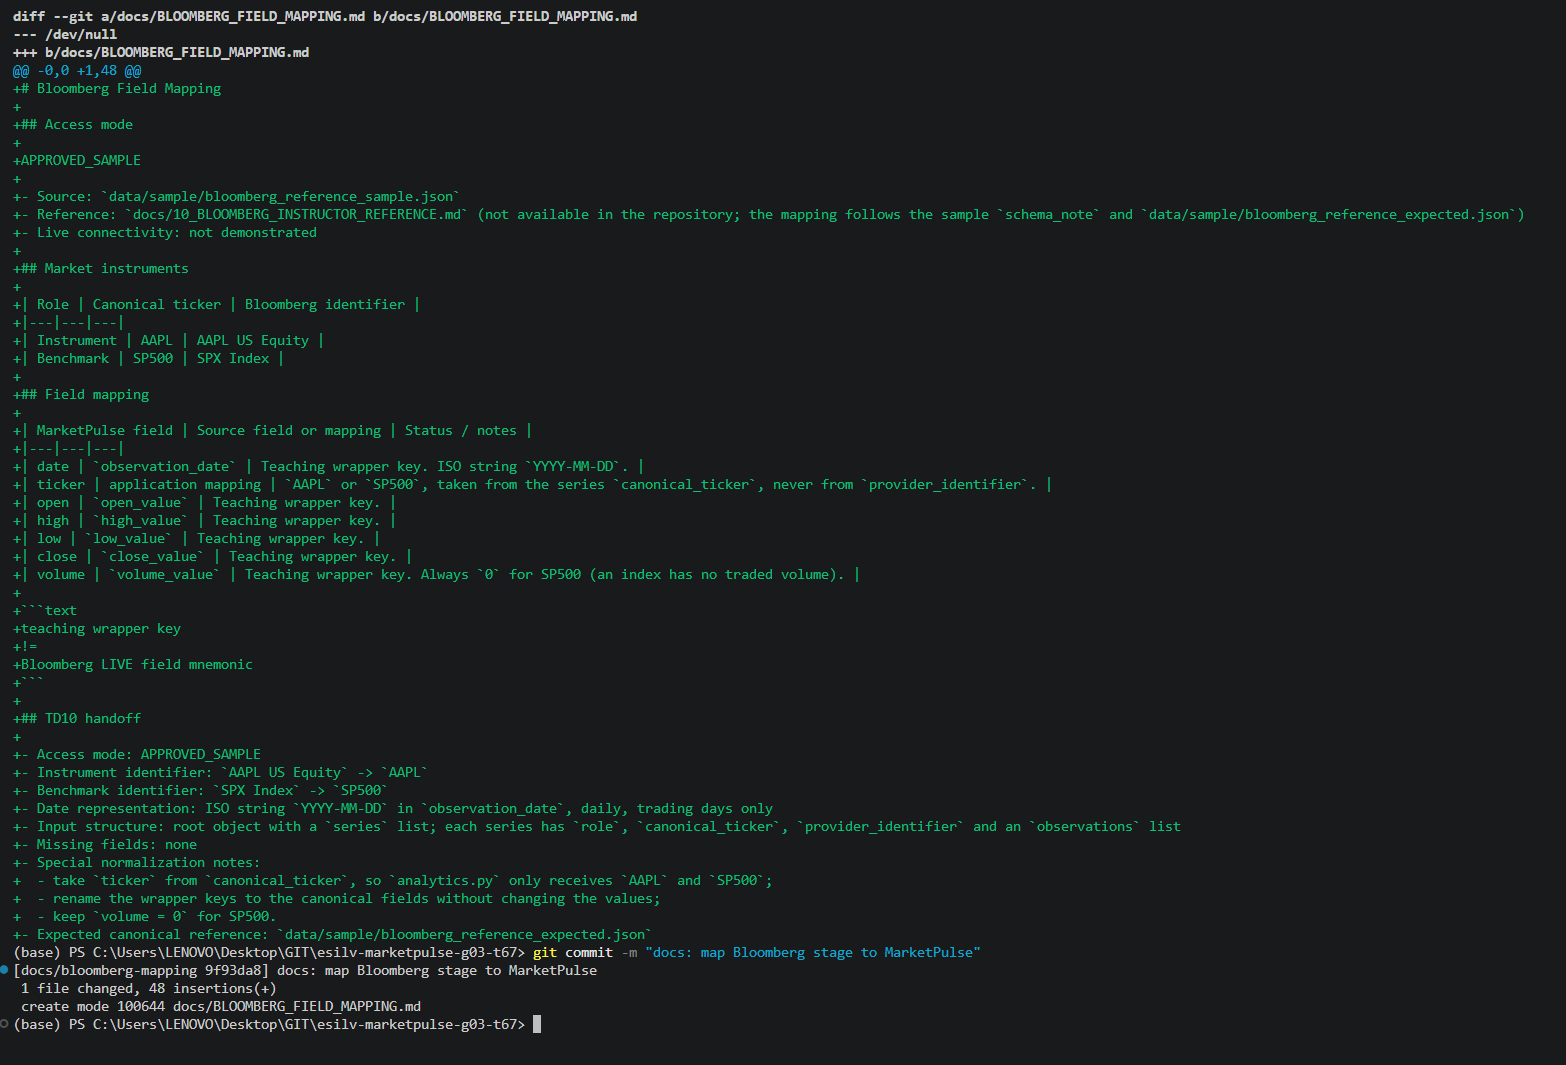 diff --git a/docs/BLOOMBERG_FIELD_MAPPING.md b/docs/BLOOMBERG_FIELD_MAPPING.md
--- /dev/null
+++ b/docs/BLOOMBERG_FIELD_MAPPING.md
@@ -0,0 +1,48 @@
+# Bloomberg Field Mapping
+
+## Access mode
+
+APPROVED_SAMPLE
+
+- Source: `data/sample/bloomberg_reference_sample.json`
+- Reference: `docs/10_BLOOMBERG_INSTRUCTOR_REFERENCE.md` (not available in the repository; the mapping follows the sample `schema_note` and `data/sample/bloomberg_reference_expected.json`)
+- Live connectivity: not demonstrated
+
+## Market instruments
+
+| Role | Canonical ticker | Bloomberg identifier |
+|---|---|---|
+| Instrument | AAPL | AAPL US Equity |
+| Benchmark | SP500 | SPX Index |
+
+## Field mapping
+
+| MarketPulse field | Source field or mapping | Status / notes |
+|---|---|---|
+| date | `observation_date` | Teaching wrapper key. ISO string `YYYY-MM-DD`. |
+| ticker | application mapping | `AAPL` or `SP500`, taken from the series `canonical_ticker`, never from `provider_identifier`. |
+| open | `open_value` | Teaching wrapper key. |
+| high | `high_value` | Teaching wrapper key. |
+| low | `low_value` | Teaching wrapper key. |
+| close | `close_value` | Teaching wrapper key. |
+| volume | `volume_value` | Teaching wrapper key. Always `0` for SP500 (an index has no traded volume). |
+
+```text
+teaching wrapper key
+!=
+Bloomberg LIVE field mnemonic
+```
+
+## TD10 handoff
+
+- Access mode: APPROVED_SAMPLE
+- Instrument identifier: `AAPL US Equity` -> `AAPL`
+- Benchmark identifier: `SPX Index` -> `SP500`
+- Date representation: ISO string `YYYY-MM-DD` in `observation_date`, daily, trading days only
+- Input structure: root object with a `series` list; each series has `role`, `canonical_ticker`, `provider_identifier` and an `observations` list
+- Missing fields: none
+- Special normalization notes:
+  - take `ticker` from `canonical_ticker`, so `analytics.py` only receives `AAPL` and `SP500`;
+  - rename the wrapper keys to the canonical fields without changing the values;
+  - keep `volume = 0` for SP500.
+- Expected canonical reference: `data/sample/bloomberg_reference_expected.json`
(base) PS C:\Users\LENOVO\Desktop\GIT\esilv-marketpulse-g03-t67> git commit -m "docs: map Bloomberg stage to MarketPulse"
[docs/bloomberg-mapping 9f93da8] docs: map Bloomberg stage to MarketPulse
 1 file changed, 48 insertions(+)
 create mode 100644 docs/BLOOMBERG_FIELD_MAPPING.md
(base) PS C:\Users\LENOVO\Desktop\GIT\esilv-marketpulse-g03-t67>